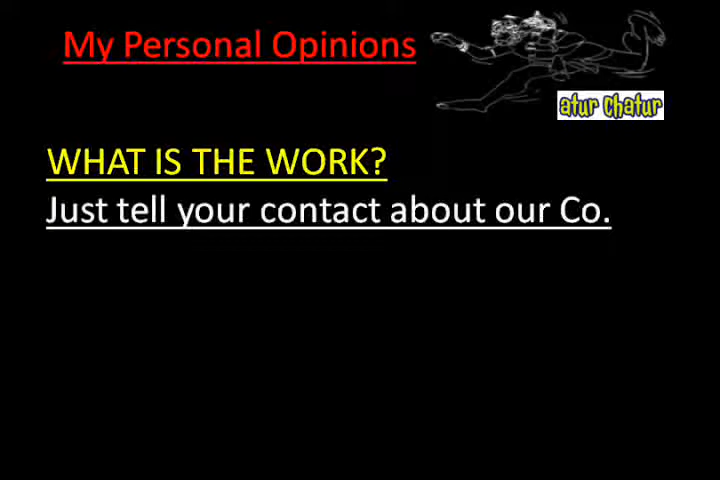 My Personal Opinions
atur Chatur
WHAT IS THE WORK?
Just tell your contact about our Co.